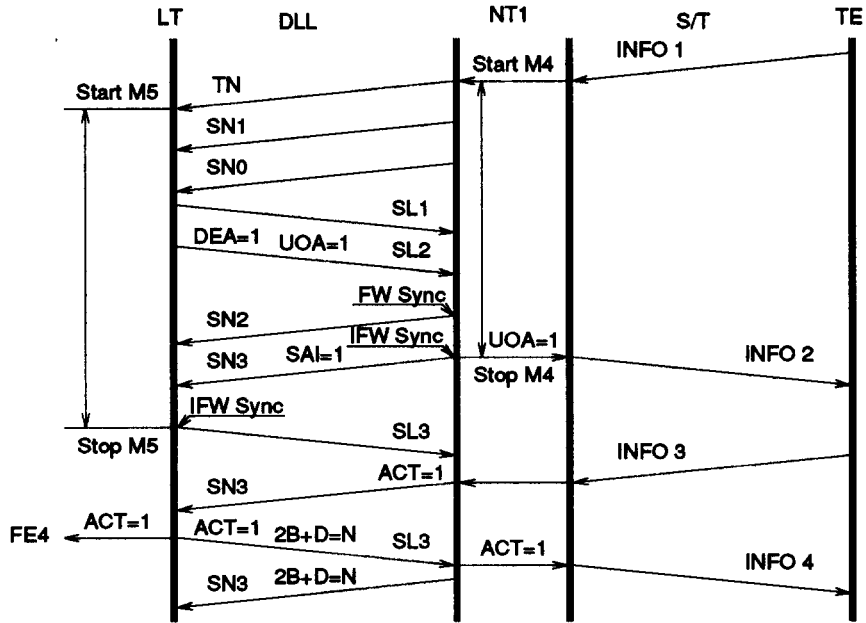 LT DLL NT1 S/T TE
INFO 1
Start M4
TN
Start M5
SN1
SN0
SL1
DEA=1 UOA=1 SL2
FW Sync
SN2
IFW Sync UOA=1
SN3 SAI=1 INFO 2
Stop M4
IFW Sync
Stop M5 SL3
INFO 3
ACT=1
SN3
ACT=1 ACT=1 2B+D=N
FE4 SL3 ACT=1
INFO 4
SN3 2B+D=N